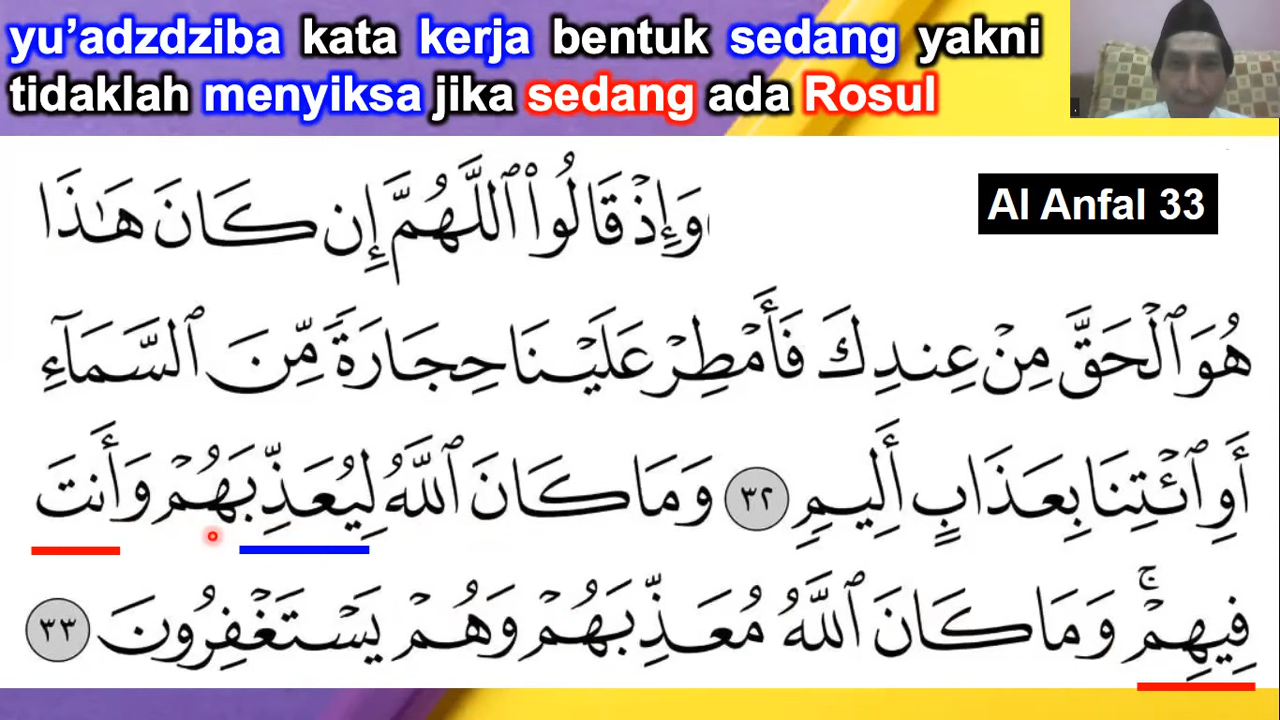 yu’adzdziba kata kerja bentuk sedang yakni
tidaklah menyiksa jika sedang ada Rosul
Al Anfal 33
وَإِذۡ قَالُواْ ٱللَّهُمَّ إِن كَانَ هَٰذَا
هُوَ ٱلۡحَقَّ مِنۡ عِندِكَ فَأَمۡطِرۡ عَلَيۡنَا حِجَارَةٗ مِّنَ ٱلسَّمَآءِ
أَوِ ٱئۡتِنَا بِعَذَابٍ أَلِيمٖ ٣٢ وَمَا كَانَ ٱللَّهُ لِيُعَذِّبَهُمۡ وَأَنتَ
فِيهِمۡۚ وَمَا كَانَ ٱللَّهُ مُعَذِّبَهُمۡ وَهُمۡ يَسۡتَغۡفِرُونَ ٣٣